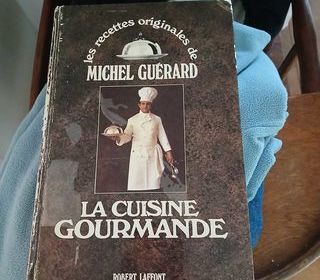 les recettes originales de
MICHEL GUÉRARD
LA CUISINE
GOURMANDE
ROBERT LAFFONT